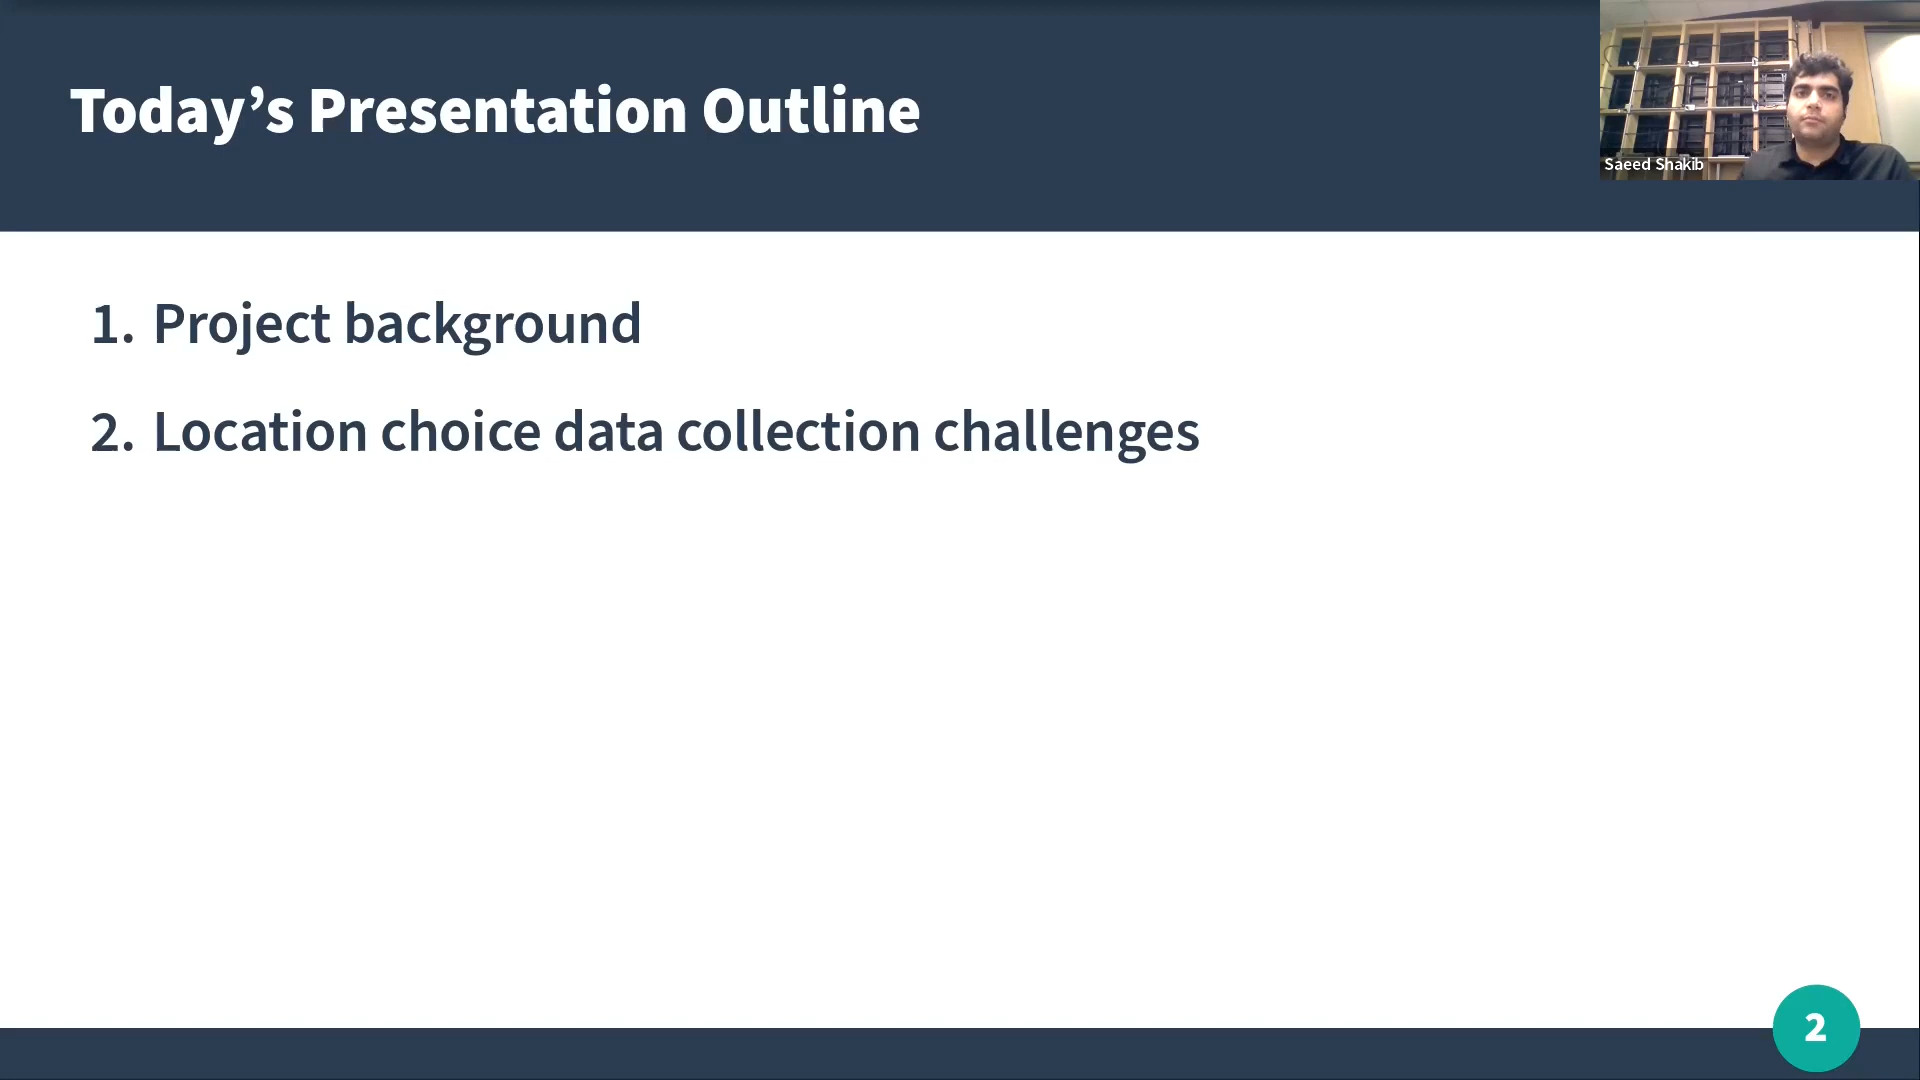 Today’s Presentation Outline
Saeed Shakib
1. Project background
2. Location choice data collection challenges
2